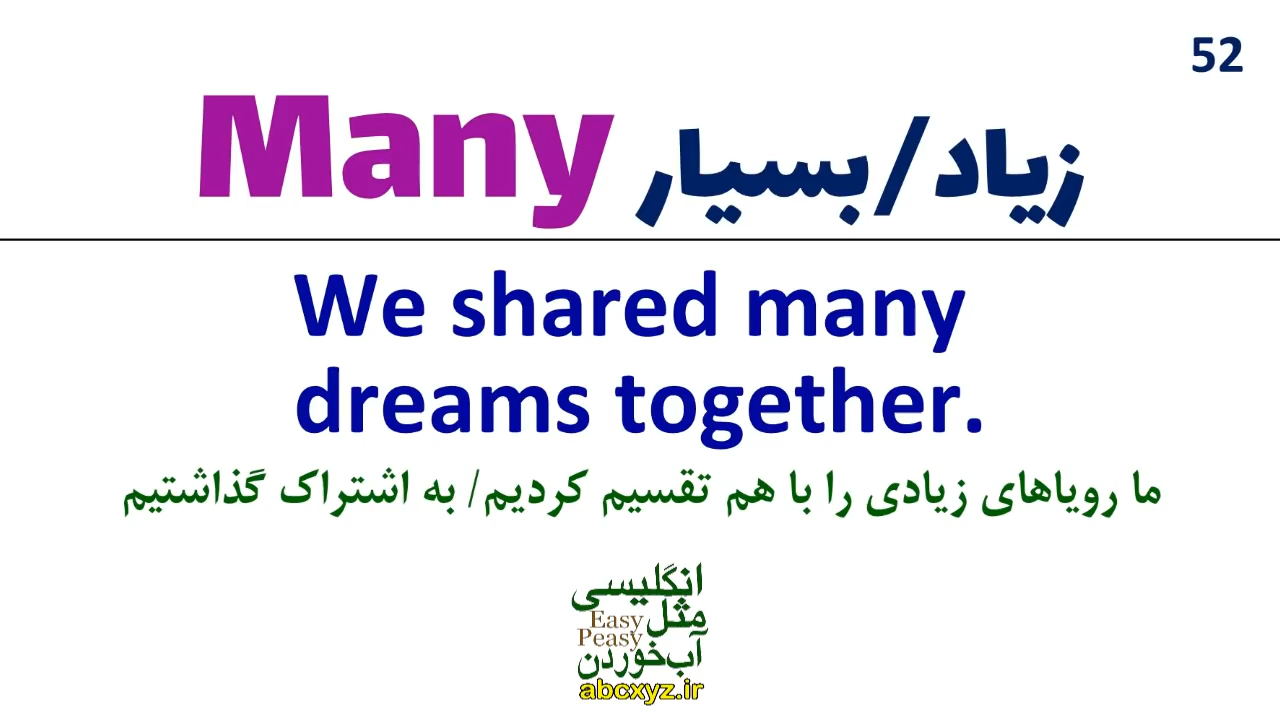 52
Many زیاد/بسیار
We shared many
dreams together.
ما رویاهای زیادی را با هم تقسیم کردیم/ به اشتراک گذاشتیم
انگلیسی
مثل
Easy
Peasy
آب‌خوردن
abcxyz.ir